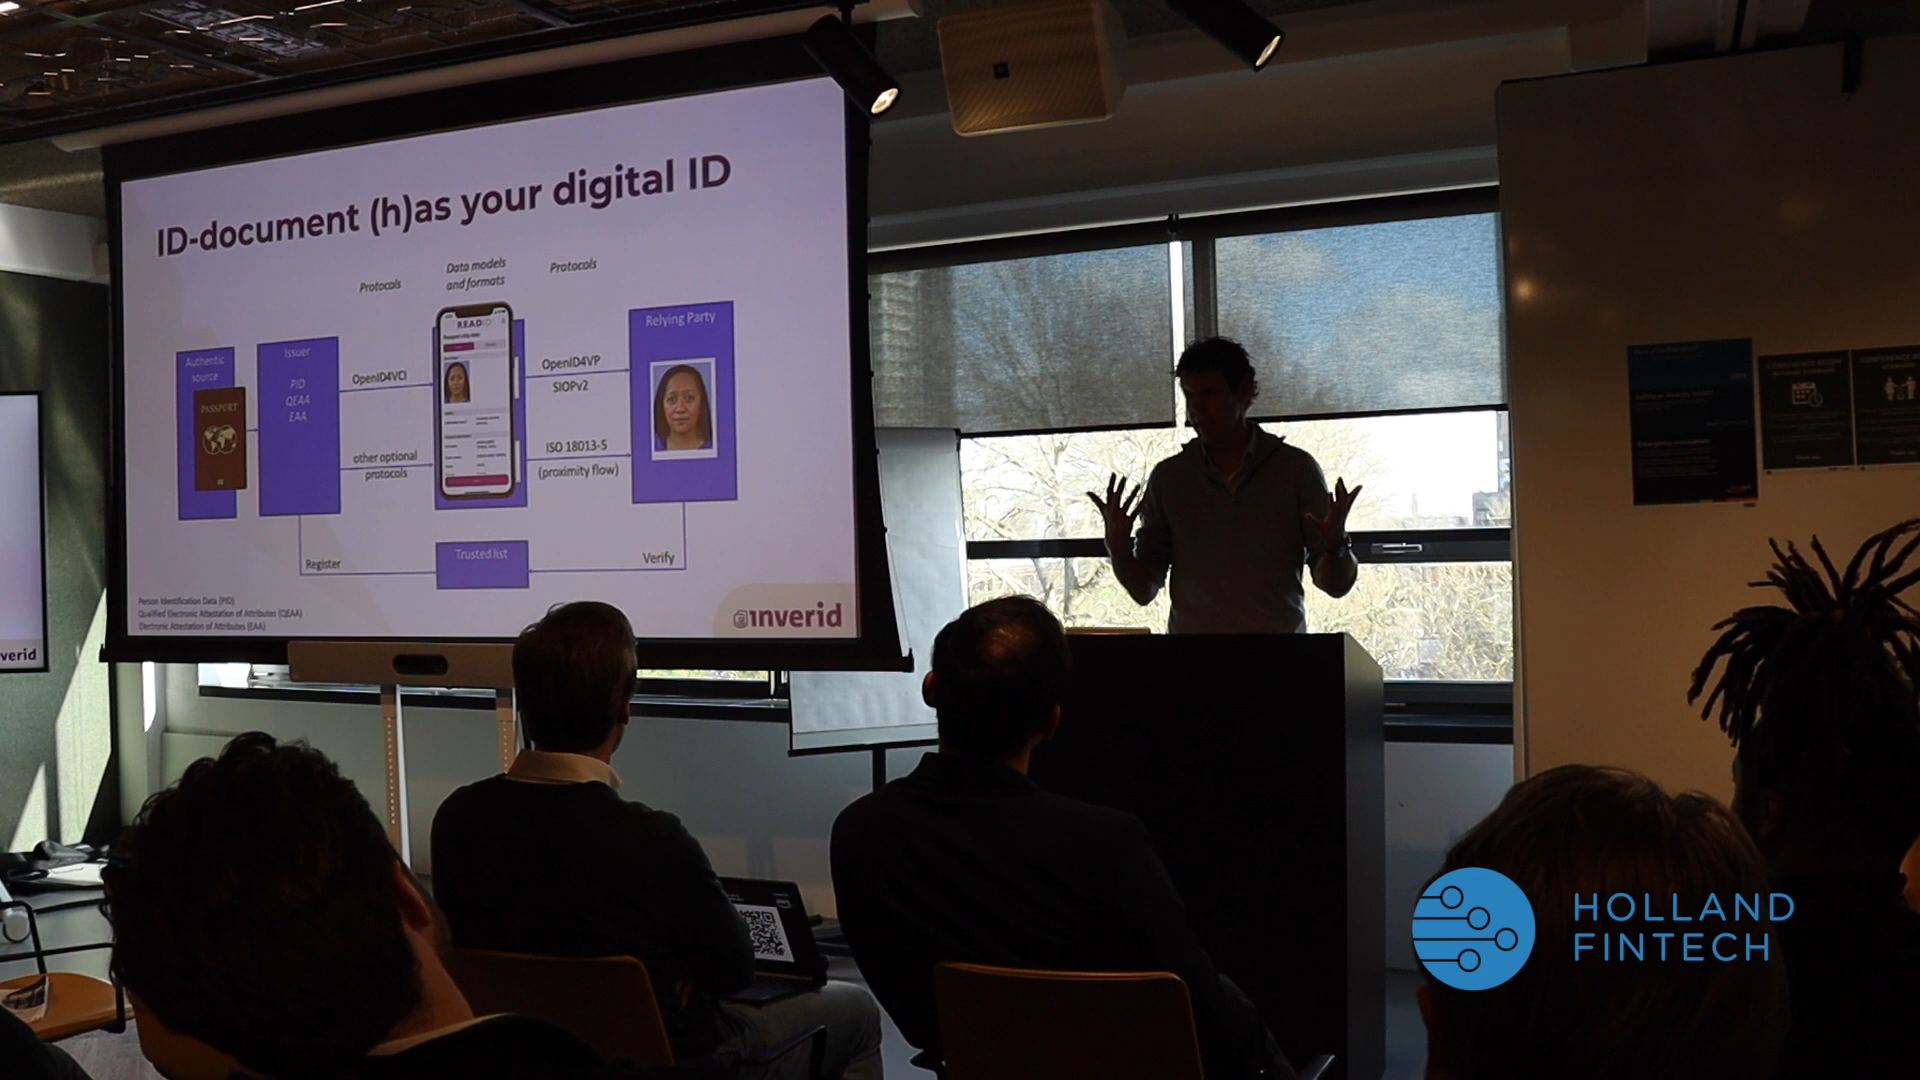 ID-document (h)as your digital ID
Protocols
Data models
and formats
Protocols
Authentic
source
PASSPORT
Issuer
PID
QEAA
EAA
OpenID4VCI
other optional
protocols
READID
OpenID4VP
SIOPv2
ISO 18013-5
(proximity flow)
Relying Party
Register
Trusted list
Verify
Person Identification Data (PID)
Qualified Electronic Attestation of Attributes (QEAA)
Electronic Attestation of Attributes (EAA)
inverid
nverid
HOLLAND
FINTECH